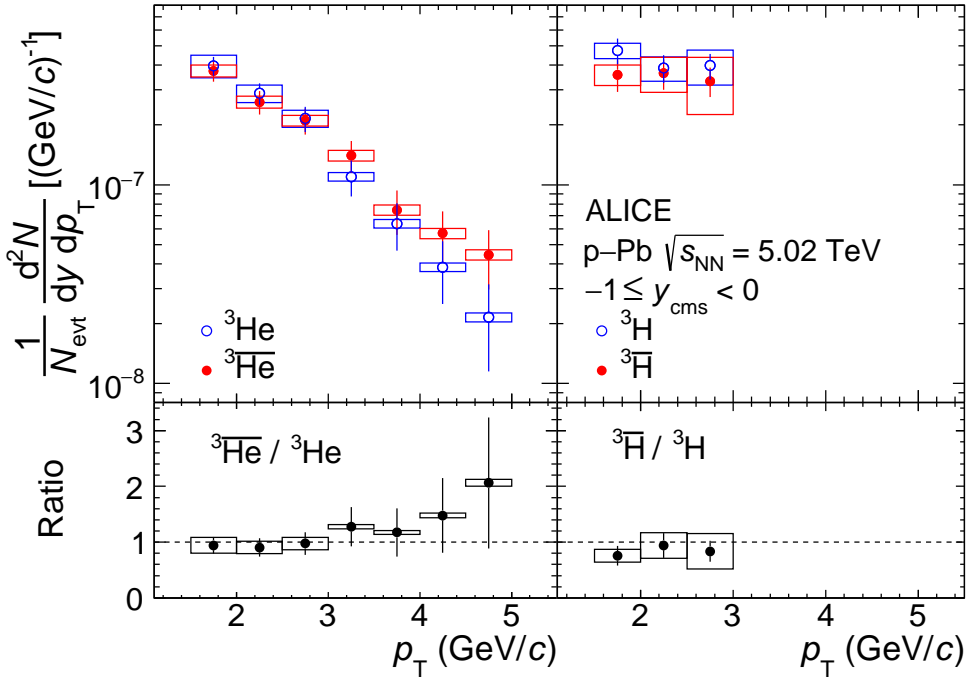 1/N_evt d²N/dy dp_T [(GeV/c)⁻¹]
10⁻⁷
10⁻⁸
³He
³H̅e̅
ALICE
p–Pb √s_NN = 5.02 TeV
−1 ≤ y_cms < 0
³H
³H̅
Ratio
3
2
1
0
³H̅e̅ / ³He
³H̅ / ³H
2 3 4 5
2 3 4 5
p_T (GeV/c)
p_T (GeV/c)